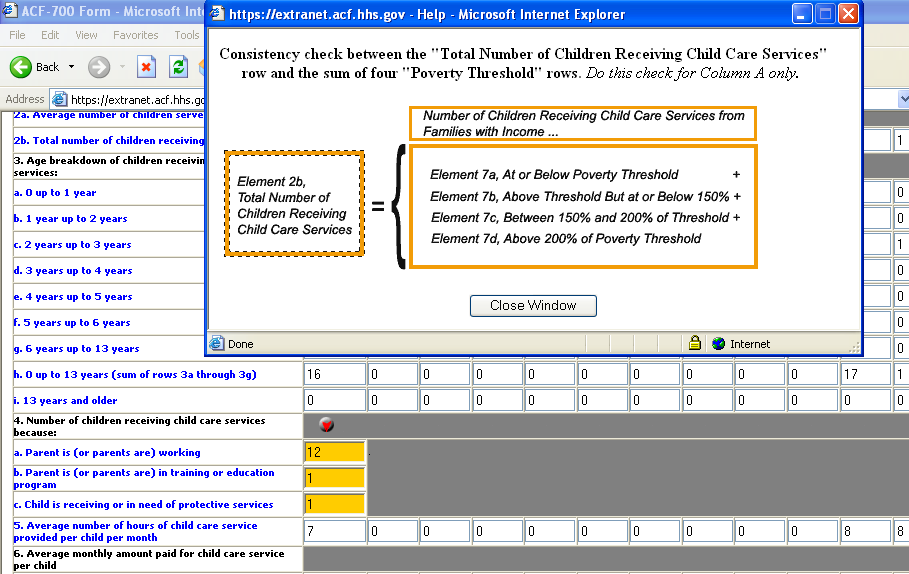 ACF-700 Form - Microsoft Int
File Edit View Favorites Tools
Back
Address https://extranet.acf.hhs.go
https://extranet.acf.hhs.gov - Help - Microsoft Internet Explorer
Consistency check between the "Total Number of Children Receiving Child Care Services"
row and the sum of four "Poverty Threshold" rows. Do this check for Column A only.
Number of Children Receiving Child Care Services from
Families with Income ...
Element 2b,
Total Number of
Children Receiving
Child Care Services
=
{
Element 7a, At or Below Poverty Threshold +
Element 7b, Above Threshold But at or Below 150% +
Element 7c, Between 150% and 200% of Threshold +
Element 7d, Above 200% of Poverty Threshold
Close Window
Done Internet
2a. Average number of children serve
2b. Total number of children receiving 1
3. Age breakdown of children receivin
services:
a. 0 up to 1 year 0
b. 1 year up to 2 years 0
c. 2 years up to 3 years 1
d. 3 years up to 4 years 0
e. 4 years up to 5 years 0
f. 5 years up to 6 years 0
g. 6 years up to 13 years 0
h. 0 up to 13 years (sum of rows 3a through 3g) 16 0 0 0 0 0 0 0 0 17 1
i. 13 years and older 0 0 0 0 0 0 0 0 0 0 0
4. Number of children receiving child care services
because:
a. Parent is (or parents are) working 12
b. Parent is (or parents are) in training or education
program 1
c. Child is receiving or in need of protective services 1
5. Average number of hours of child care service
provided per child per month 7 0 0 0 0 0 0 0 0 8 8
6. Average monthly amount paid for child care service
per child